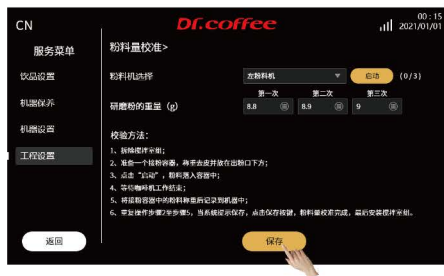 CN
Dr.coffee
00 : 15
2021/01/01
服务菜单
粉料量校准>
饮品设置
粉料机选择
左粉料机
启动
(0/3)
第一次
第二次
第三次
机器保养
研磨粉的重量（g）
8.8
8.9
9
机器设置
校验方法：
工程设置
1、拆除搅拌室组；
2、准备一个接粉容器，称重去皮并放在出粉口下方；
3、点击“启动”，粉料落入容器中；
4、等待咖啡机工作结束；
5、将接粉容器中的粉料称重后记录到机器中；
6、重复操作步骤2至步骤5，当系统提示保存，点击保存按键，粉料量校准完成，最后安装搅拌室组。
返回
保存